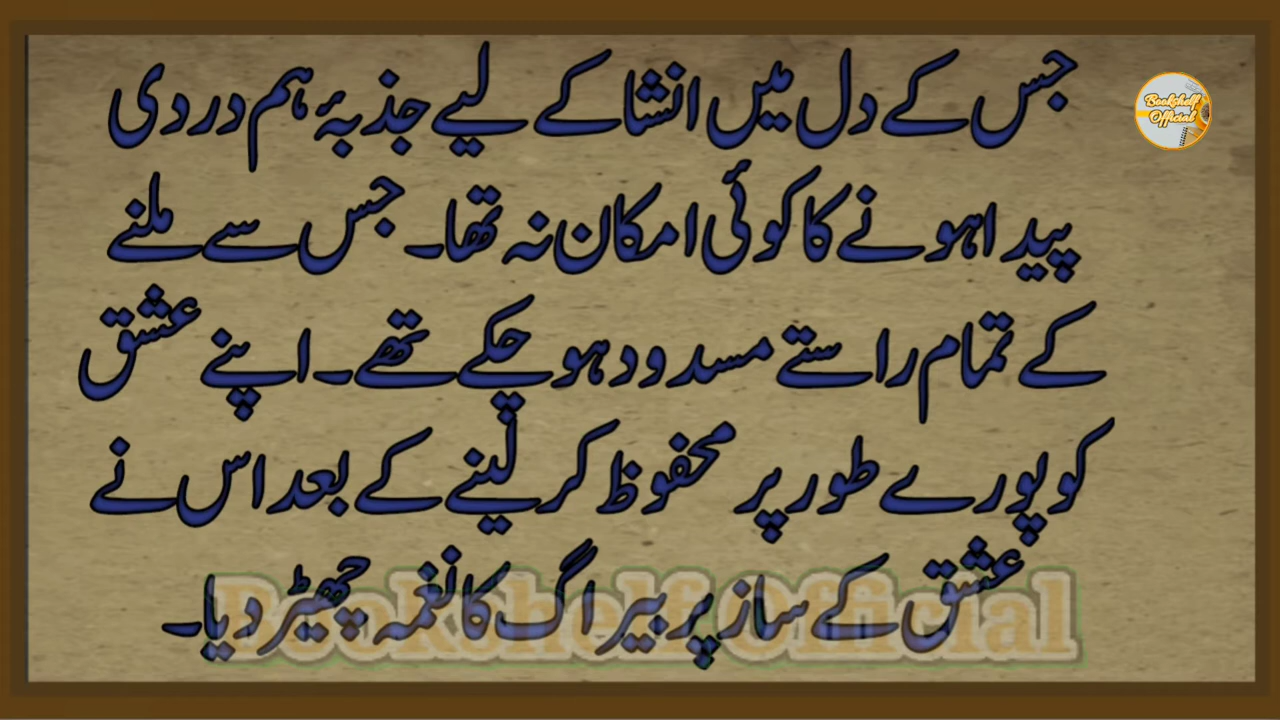 جس کے دل میں انشا کے لیے جذبۂ ہم دردی
پیدا ہونے کا کوئی امکان نہ تھا۔ جس سے ملنے
کے تمام راستے مسدود ہو چکے تھے۔ اپنے عشق
کو پورے طور پر محفوظ کر لینے کے بعد اس نے
عشق کے ساز پر بیراگ کا نغمہ چھیڑ دیا۔
Bookshelf Official
Bookshelf
Official